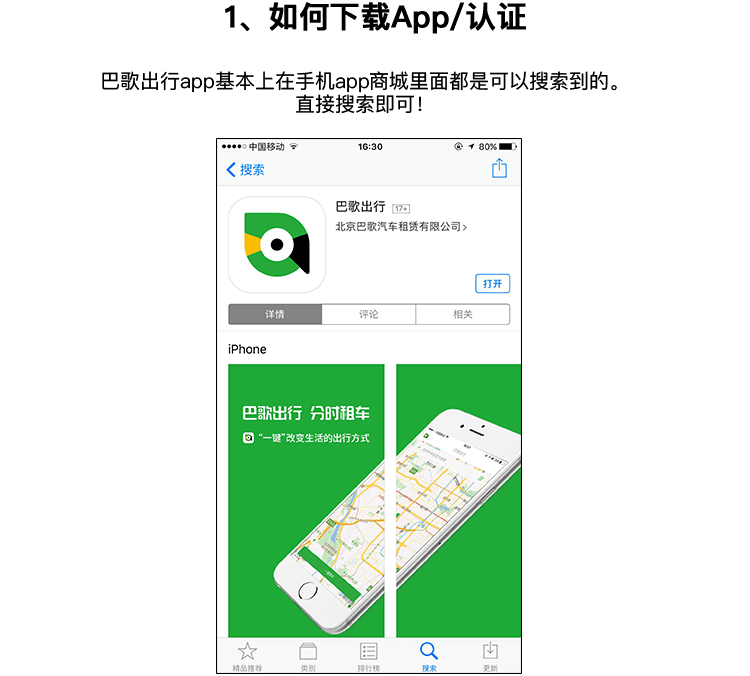 1、如何下载App/认证
巴歌出行app基本上在手机app商城里面都是可以搜索到的。
直接搜索即可！
中国移动 16:30 80%
搜索
巴歌出行 17+
北京巴歌汽车租赁有限公司
打开
详情 评论 相关
iPhone
巴歌出行 分时租车
“一键”改变生活的出行方式
精品推荐 类别 排行榜 搜索 更新